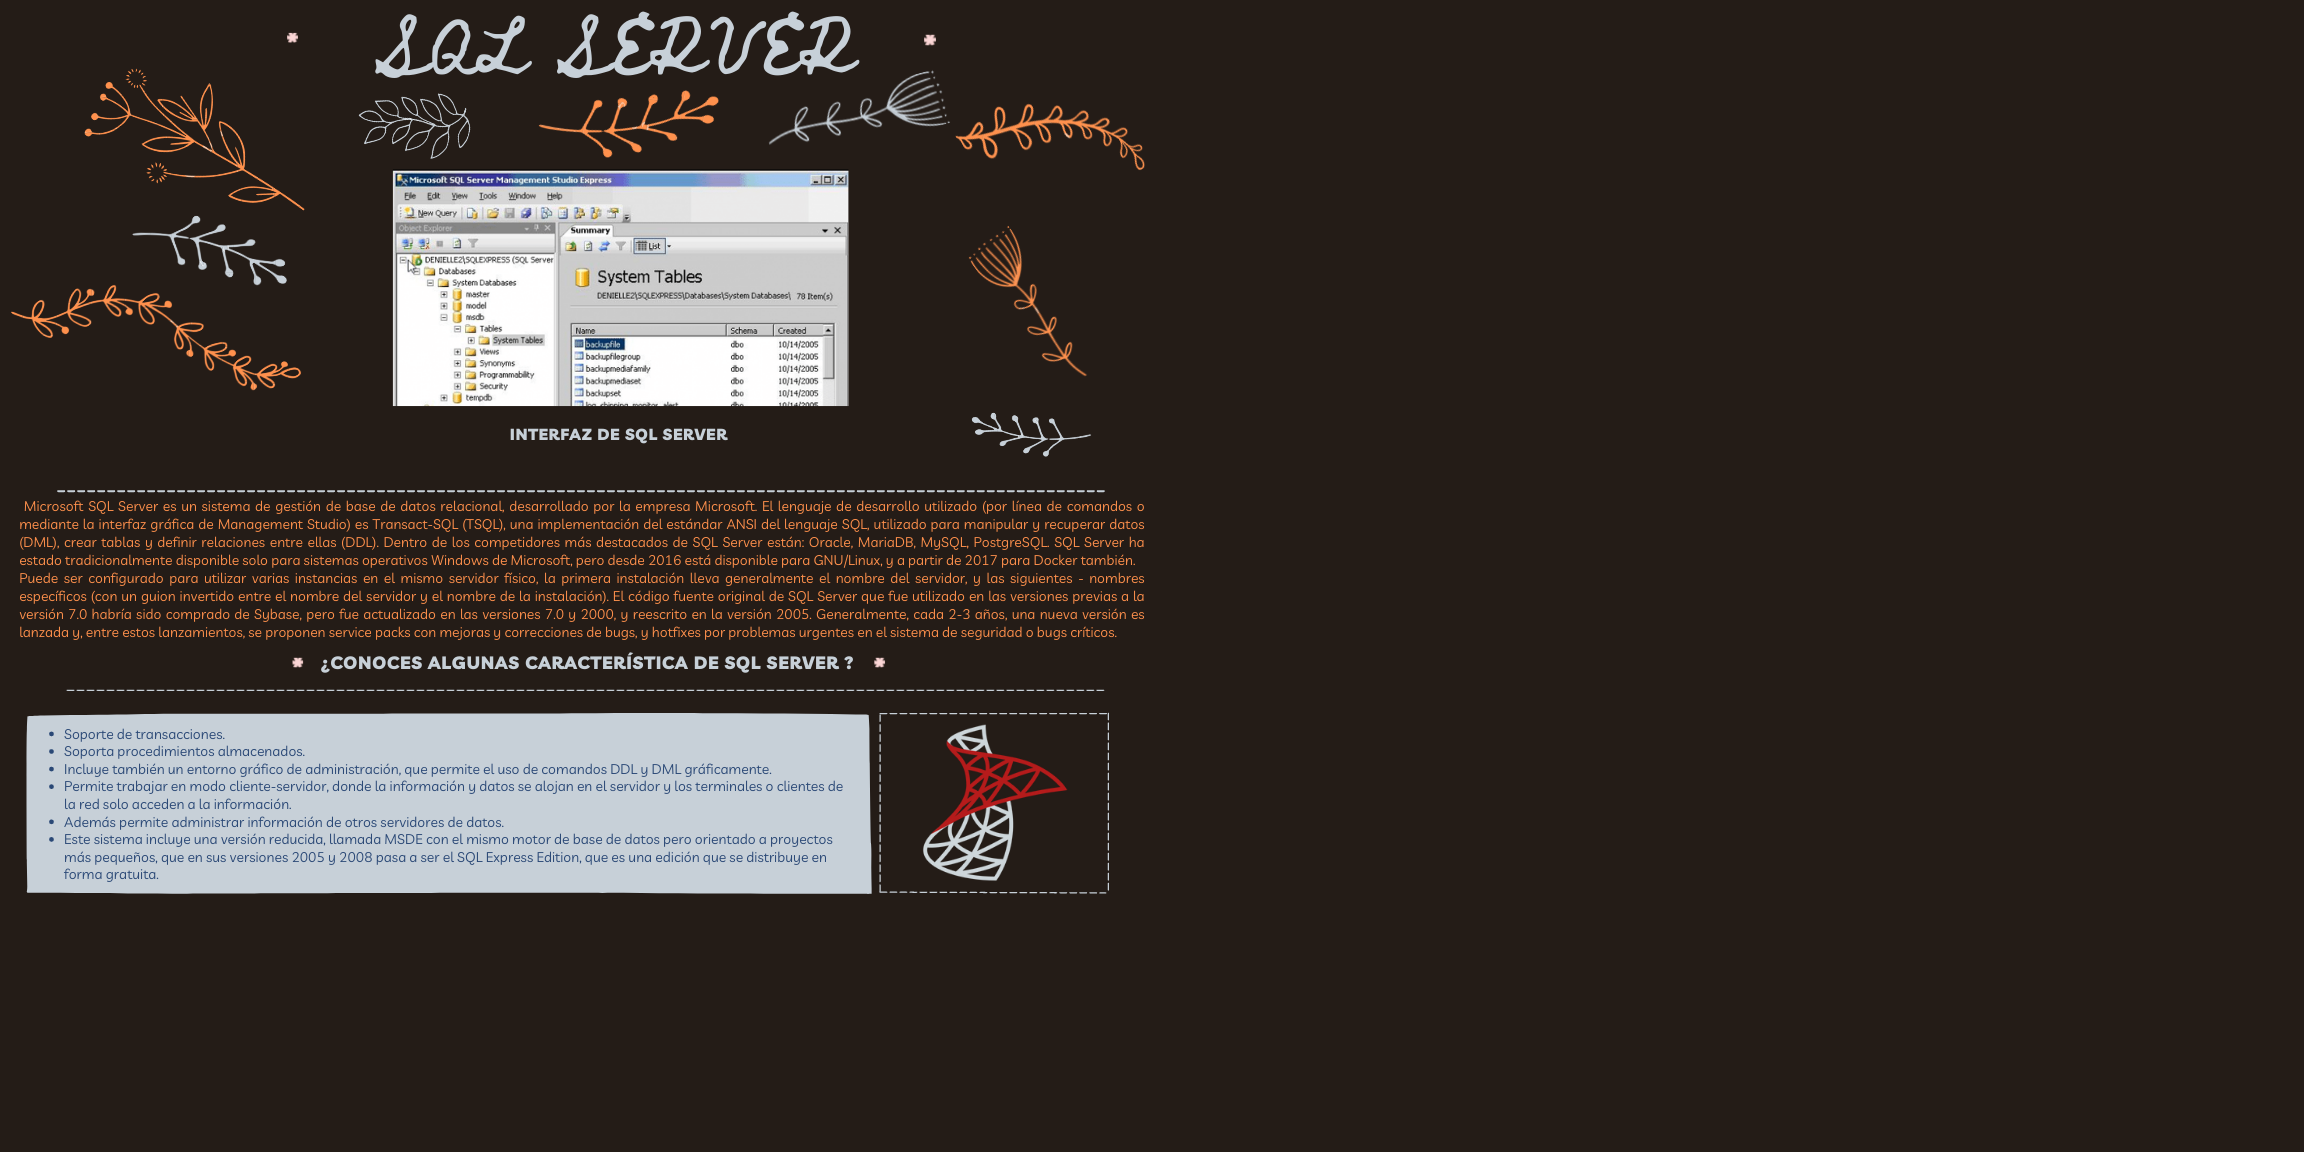 SQL SERVER
Microsoft SQL Server Management Studio Express
File Edit View Tools Window Help
New Query
Object Explorer
Summary
List
DENIELLE2\SQLEXPRESS (SQL Server
Databases
System Databases
master
model
msdb
Tables
System Tables
Views
Synonyms
Programmability
Security
tempdb
System Tables
DENIELLE2\SQLEXPRESS\Databases\System Databases\ 78 Item(s)
Name Schema Created
backupfile dbo 10/14/2005
backupfilegroup dbo 10/14/2005
backupmediafamily dbo 10/14/2005
backupmediaset dbo 10/14/2005
backupset dbo 10/14/2005
log_shipping_monitor_alert dbo 10/14/2005
INTERFAZ DE SQL SERVER
Microsoft SQL Server es un sistema de gestión de base de datos relacional, desarrollado por la empresa Microsoft. El lenguaje de desarrollo utilizado (por línea de comandos o
mediante la interfaz gráfica de Management Studio) es Transact-SQL (TSQL), una implementación del estándar ANSI del lenguaje SQL, utilizado para manipular y recuperar datos
(DML), crear tablas y definir relaciones entre ellas (DDL). Dentro de los competidores más destacados de SQL Server están: Oracle, MariaDB, MySQL, PostgreSQL. SQL Server ha
estado tradicionalmente disponible solo para sistemas operativos Windows de Microsoft, pero desde 2016 está disponible para GNU/Linux, y a partir de 2017 para Docker también.
Puede ser configurado para utilizar varias instancias en el mismo servidor físico, la primera instalación lleva generalmente el nombre del servidor, y las siguientes - nombres
específicos (con un guion invertido entre el nombre del servidor y el nombre de la instalación). El código fuente original de SQL Server que fue utilizado en las versiones previas a la
versión 7.0 habría sido comprado de Sybase, pero fue actualizado en las versiones 7.0 y 2000, y reescrito en la versión 2005. Generalmente, cada 2-3 años, una nueva versión es
lanzada y, entre estos lanzamientos, se proponen service packs con mejoras y correcciones de bugs, y hotfixes por problemas urgentes en el sistema de seguridad o bugs críticos.
¿CONOCES ALGUNAS CARACTERÍSTICA DE SQL SERVER ?
• Soporte de transacciones.
• Soporta procedimientos almacenados.
• Incluye también un entorno gráfico de administración, que permite el uso de comandos DDL y DML gráficamente.
• Permite trabajar en modo cliente-servidor, donde la información y datos se alojan en el servidor y los terminales o clientes de
la red solo acceden a la información.
• Además permite administrar información de otros servidores de datos.
• Este sistema incluye una versión reducida, llamada MSDE con el mismo motor de base de datos pero orientado a proyectos
más pequeños, que en sus versiones 2005 y 2008 pasa a ser el SQL Express Edition, que es una edición que se distribuye en
forma gratuita.